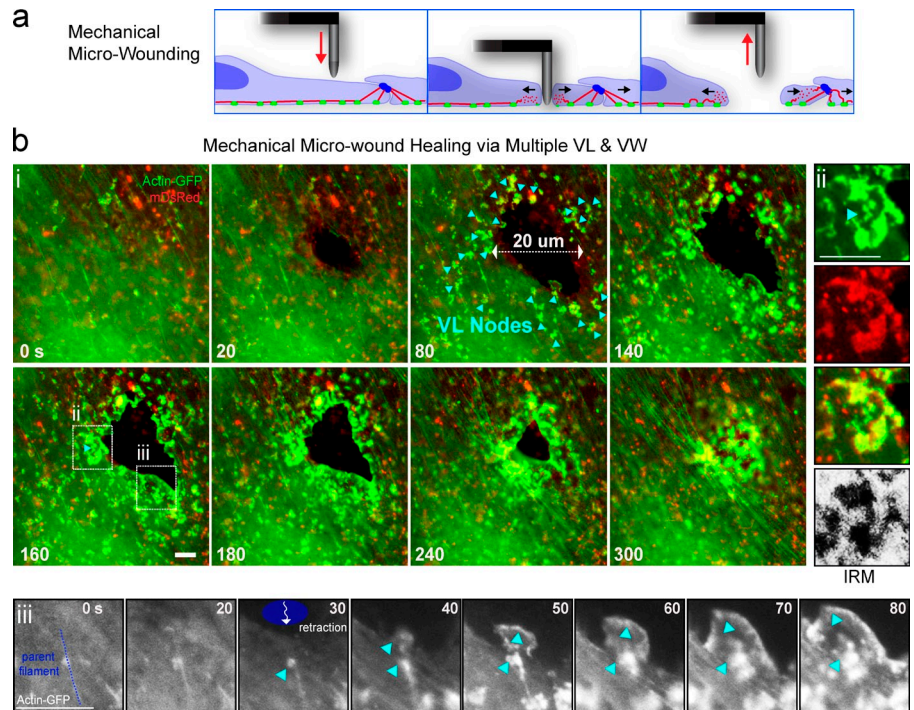 a
Mechanical
Micro-Wounding
b
Mechanical Micro-wound Healing via Multiple VL & VW
i
Actin-GFP
mDsRed
0 s
20
80
20 um
VL Nodes
140
ii
160
ii
iii
180
240
300
IRM
iii
0 s
parent
filament
Actin-GFP
20
30
retraction
40
50
60
70
80